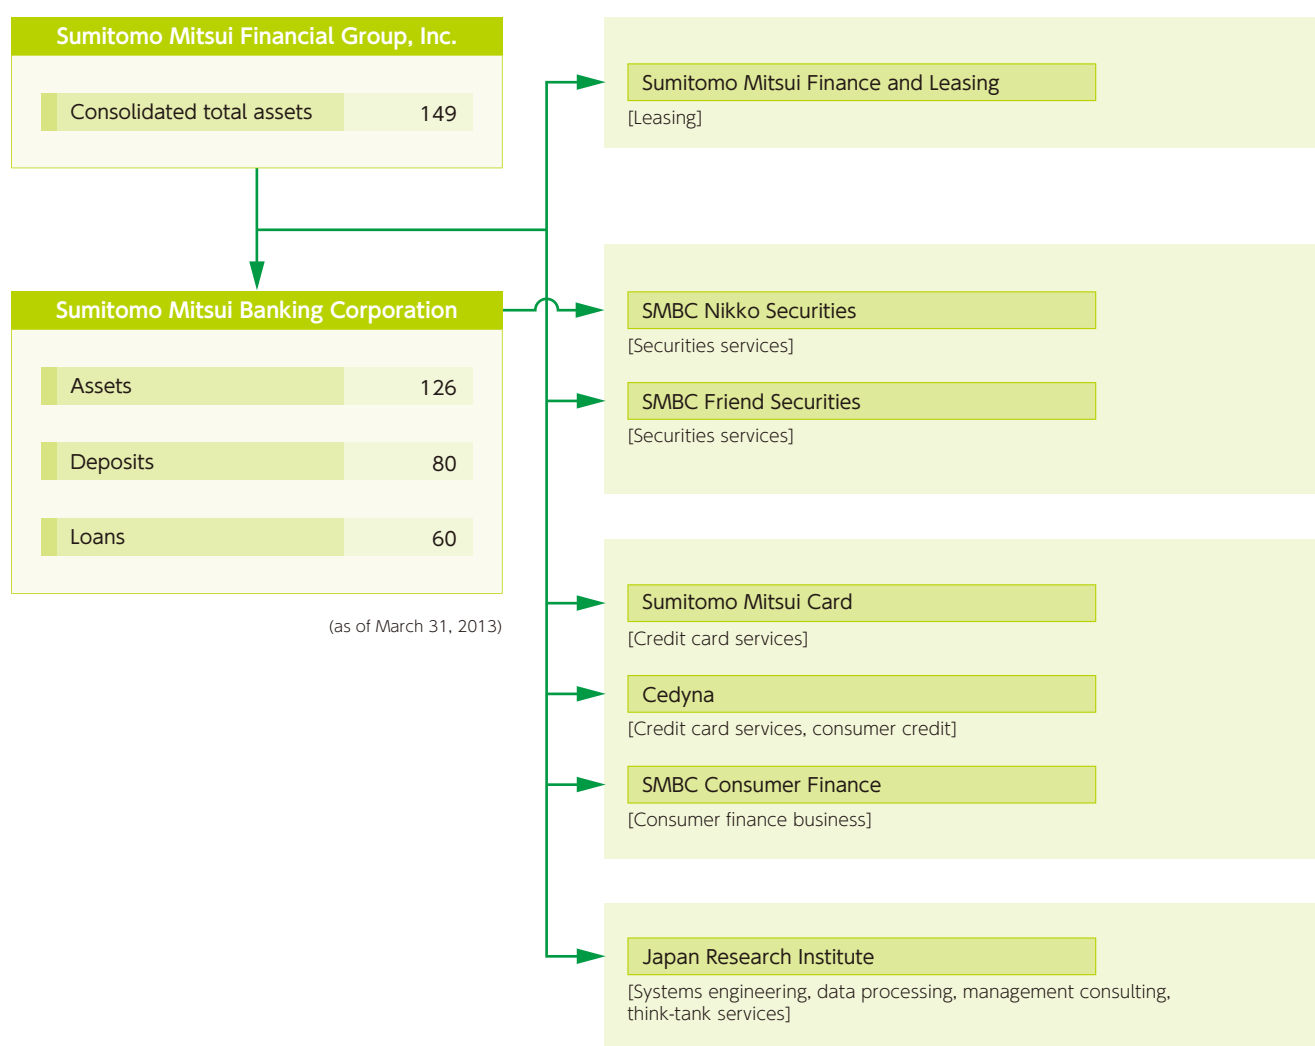 Sumitomo Mitsui Financial Group, Inc.
Consolidated total assets 149
Sumitomo Mitsui Banking Corporation
Assets 126
Deposits 80
Loans 60
(as of March 31, 2013)
Sumitomo Mitsui Finance and Leasing
[Leasing]
SMBC Nikko Securities
[Securities services]
SMBC Friend Securities
[Securities services]
Sumitomo Mitsui Card
[Credit card services]
Cedyna
[Credit card services, consumer credit]
SMBC Consumer Finance
[Consumer finance business]
Japan Research Institute
[Systems engineering, data processing, management consulting,
think-tank services]